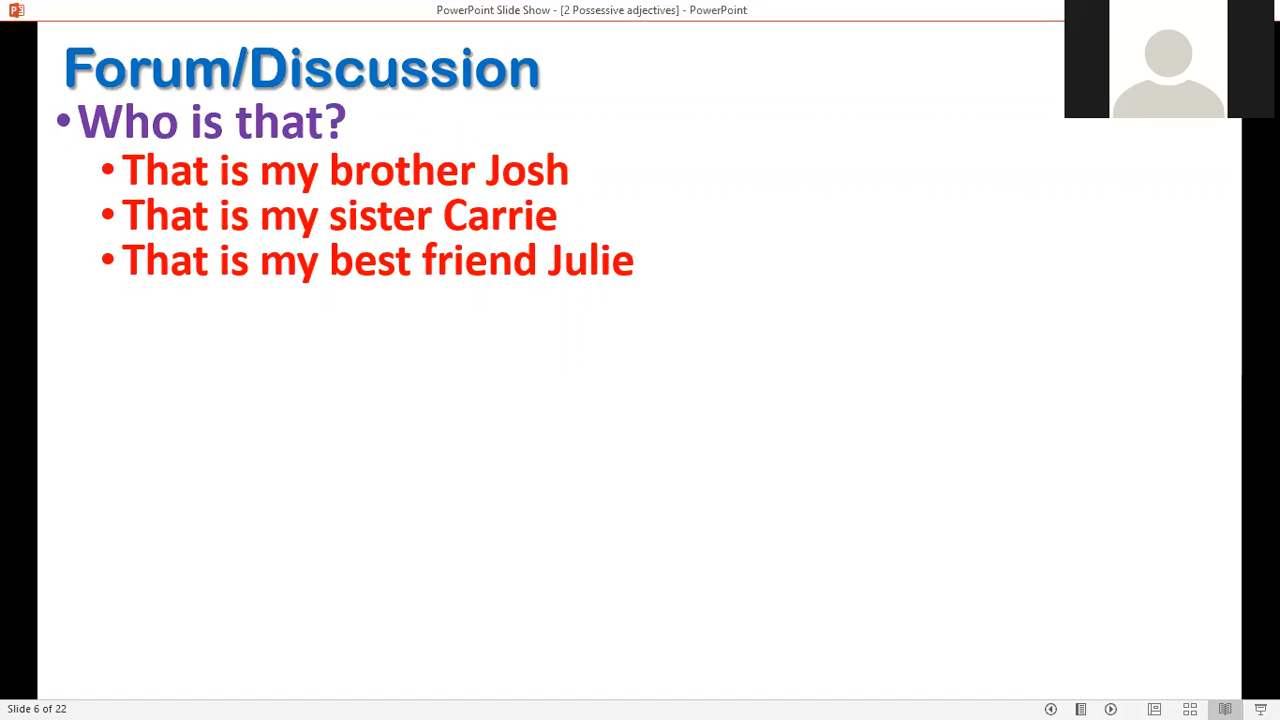 PowerPoint Slide Show - [2 Possessive adjectives] - PowerPoint
Forum/Discussion
•Who is that?
•That is my brother Josh
•That is my sister Carrie
•That is my best friend Julie
Slide 6 of 22